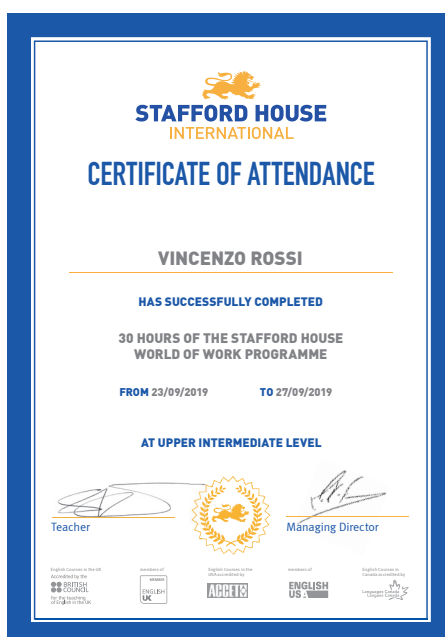 STAFFORD HOUSE
INTERNATIONAL
CERTIFICATE OF ATTENDANCE
VINCENZO ROSSI
HAS SUCCESSFULLY COMPLETED
30 HOURS OF THE STAFFORD HOUSE
WORLD OF WORK PROGRAMME
FROM 23/09/2019 TO 27/09/2019
AT UPPER INTERMEDIATE LEVEL
Teacher
Managing Director
English Courses in the UK
Accredited by the
BRITISH
COUNCIL
for the teaching
of English in the UK
members of
MEMBER
ENGLISH
UK
English Courses in the
USA accredited by
ACCET
members of
ENGLISH
USA
English Courses in
Canada accredited by
Languages Canada
Langues Canada